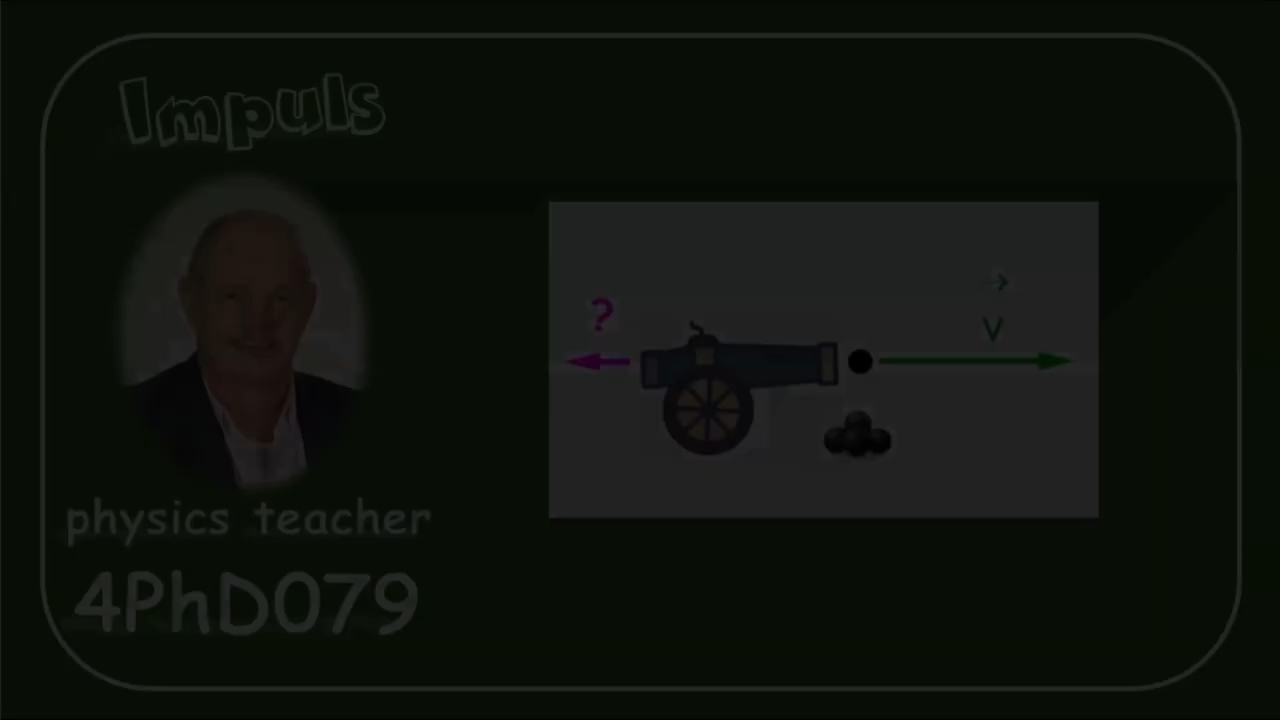 Impuls
?
→
V
physics teacher
4PhD079